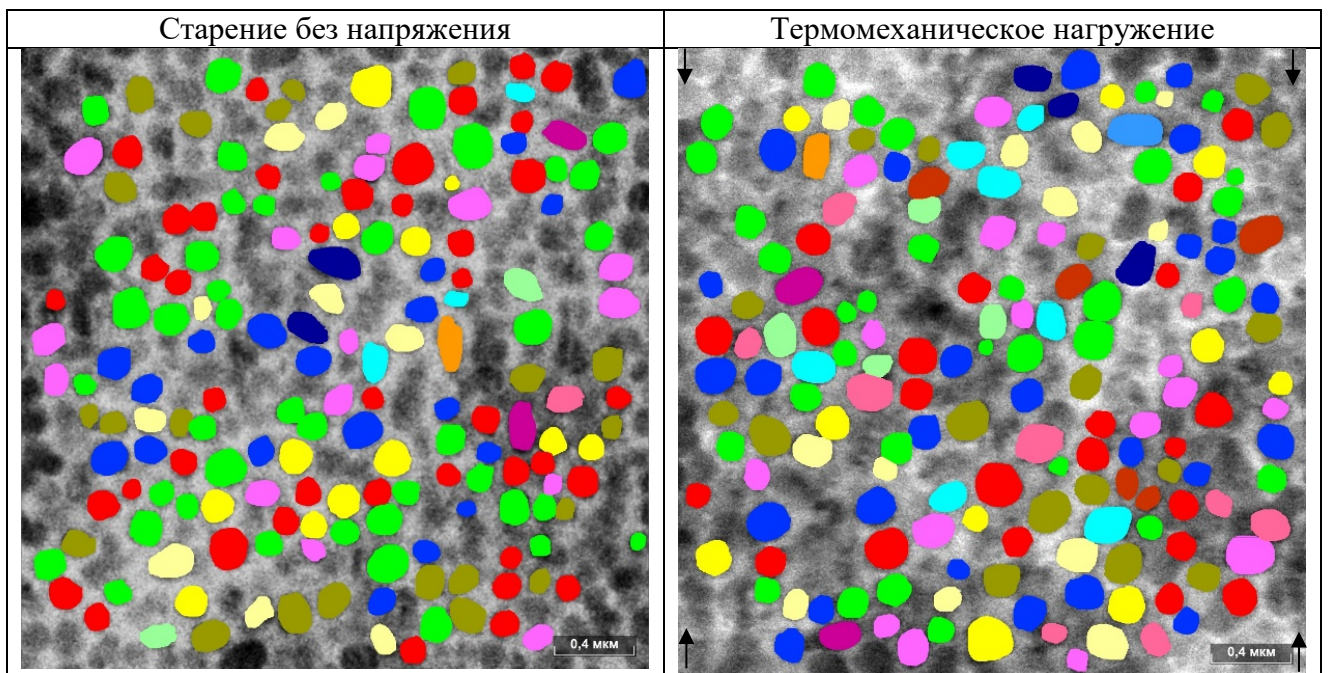 Старение без напряжения
Термомеханическое нагружение
0,4 мкм
0,4 мкм